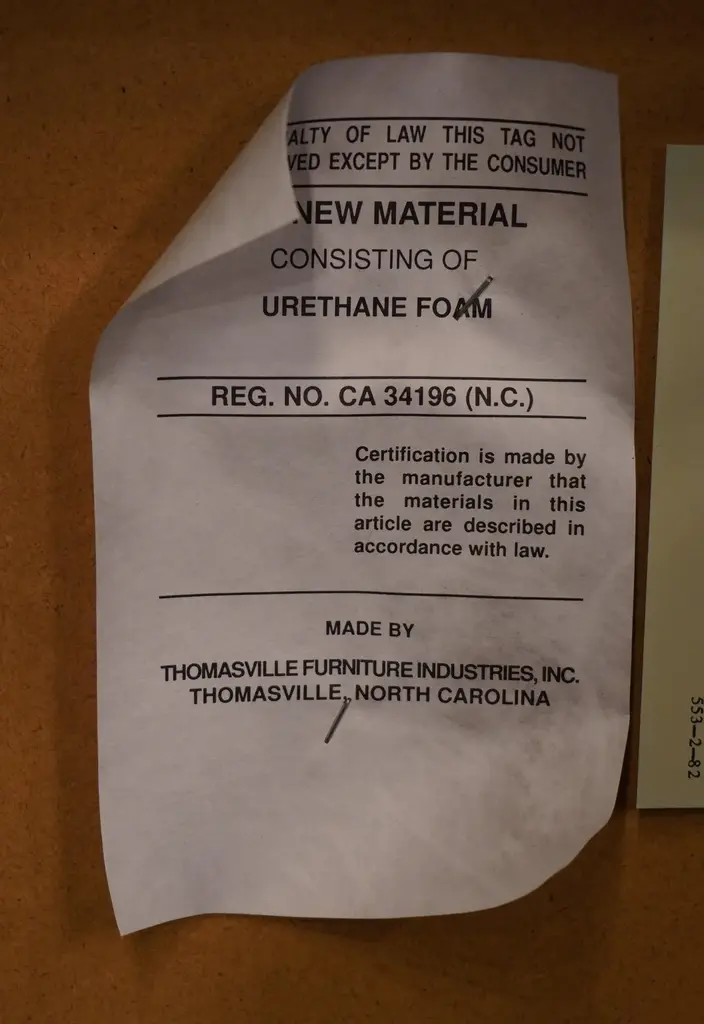 ALTY OF LAW THIS TAG NOT
VED EXCEPT BY THE CONSUMER
NEW MATERIAL
CONSISTING OF
URETHANE FOAM
REG. NO. CA 34196 (N.C.)
Certification is made by
the manufacturer that
the materials in this
article are described in
accordance with law.
MADE BY
THOMASVILLE FURNITURE INDUSTRIES, INC.
THOMASVILLE, NORTH CAROLINA
553-2-82